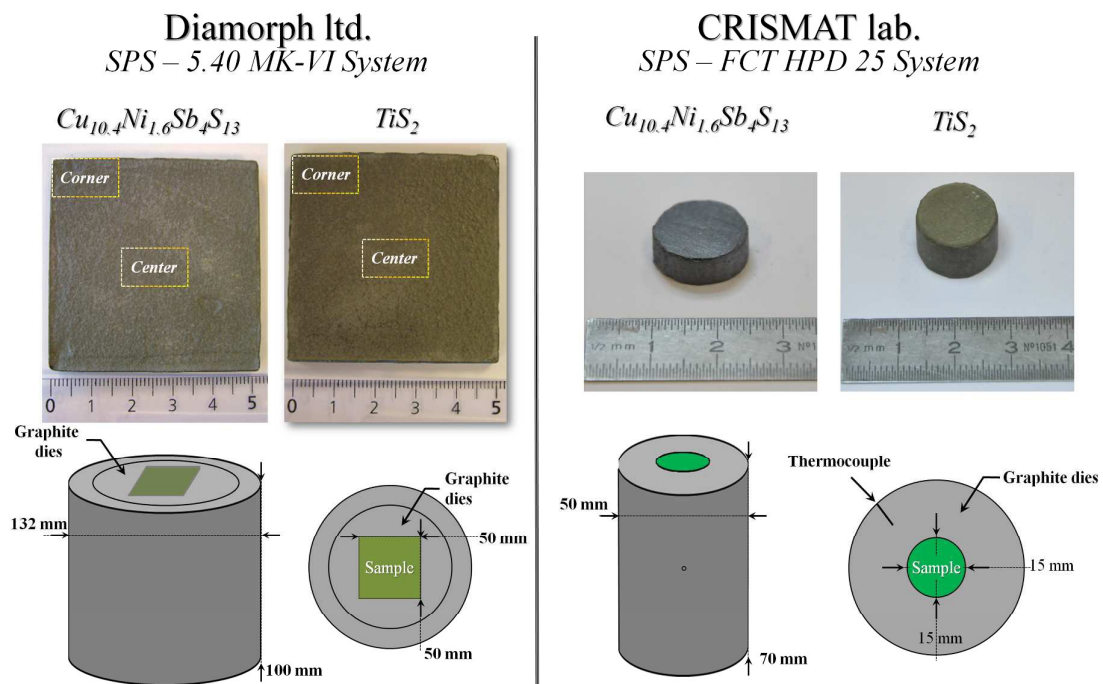 Diamorph ltd.
SPS – 5.40 MK-VI System
Cu10.4Ni1.6Sb4S13
TiS2
Corner
Center
Corner
Center
0 1 2 3 4 5
0 1 2 3 4 5
Graphite
dies
132 mm
100 mm
Graphite
dies
50 mm
Sample
50 mm
CRISMAT lab.
SPS – FCT HPD 25 System
Cu10.4Ni1.6Sb4S13
TiS2
1/2 mm 1 2 3 Nº1
1/2 mm 1 2 3 Nº1051 4
50 mm
70 mm
Thermocouple
Graphite dies
Sample
15 mm
15 mm